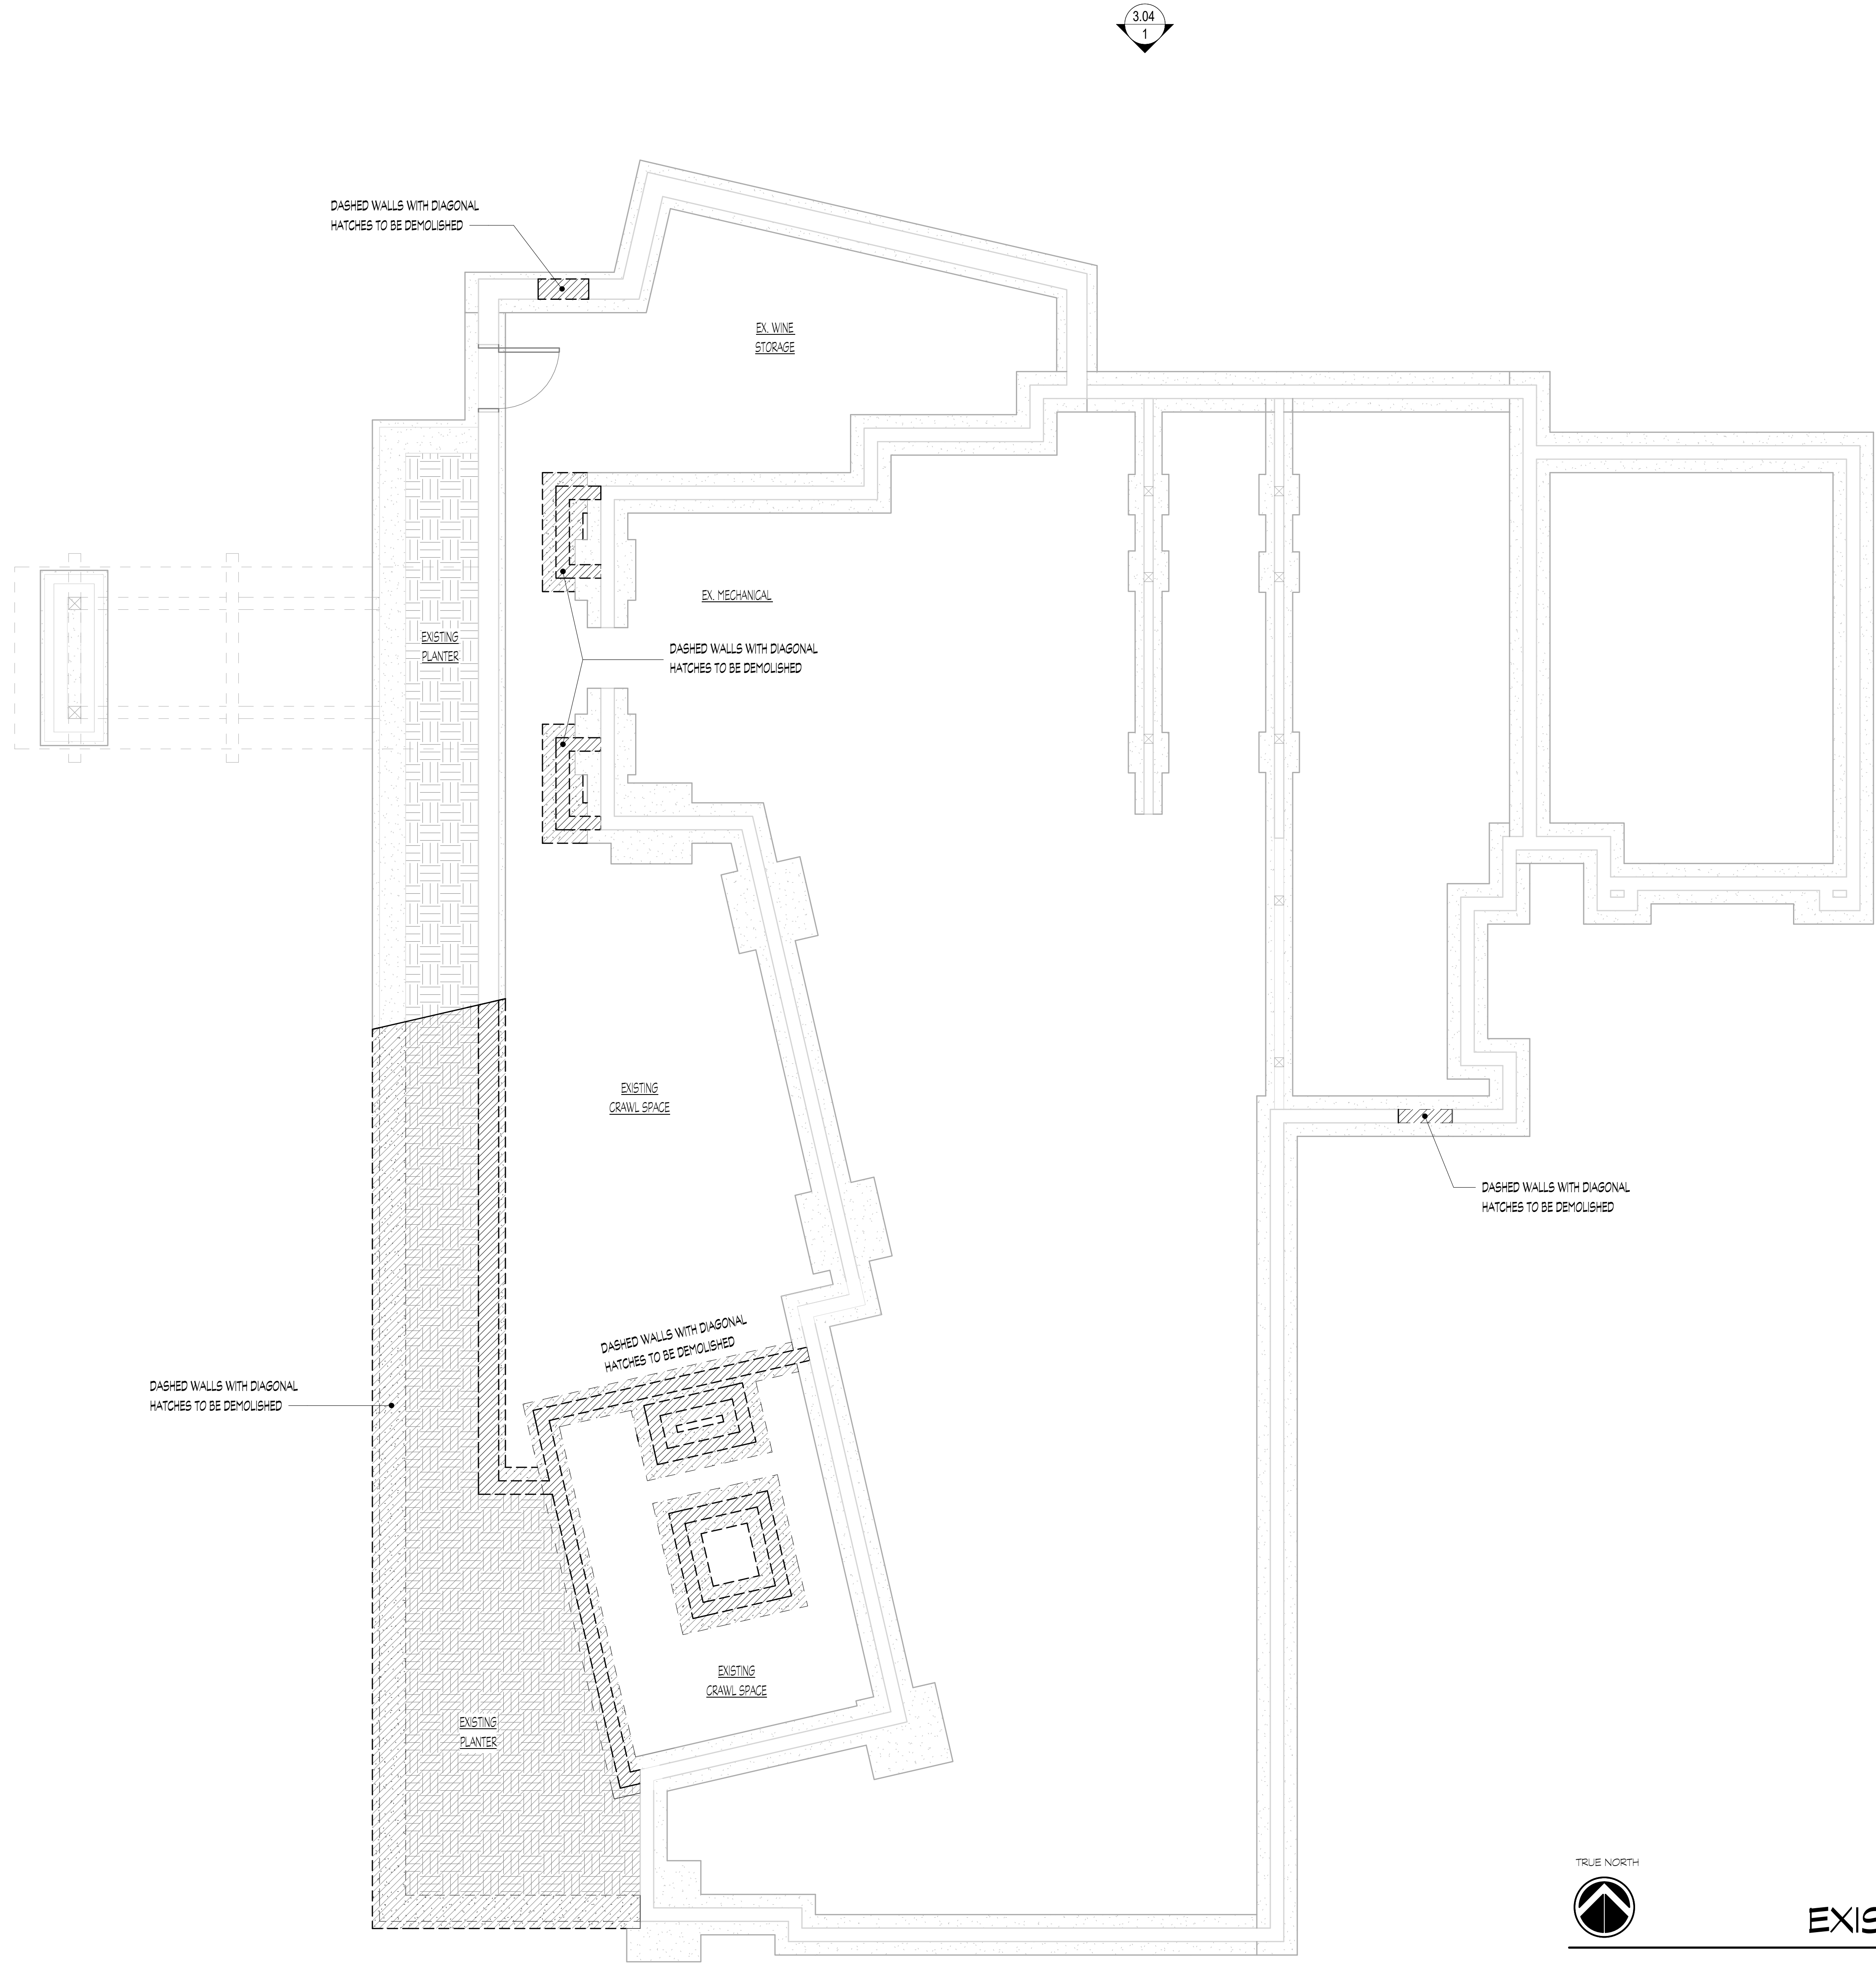 3.04
1
DASHED WALLS WITH DIAGONAL
HATCHES TO BE DEMOLISHED
EX. WINE
STORAGE
EX. MECHANICAL
EXISTING
PLANTER
DASHED WALLS WITH DIAGONAL
HATCHES TO BE DEMOLISHED
EXISTING
CRAWL SPACE
DASHED WALLS WITH DIAGONAL
HATCHES TO BE DEMOLISHED
DASHED WALLS WITH DIAGONAL
HATCHES TO BE DEMOLISHED
DASHED WALLS WITH DIAGONAL
HATCHES TO BE DEMOLISHED
EXISTING
CRAWL SPACE
EXISTING
PLANTER
TRUE NORTH
EXIS